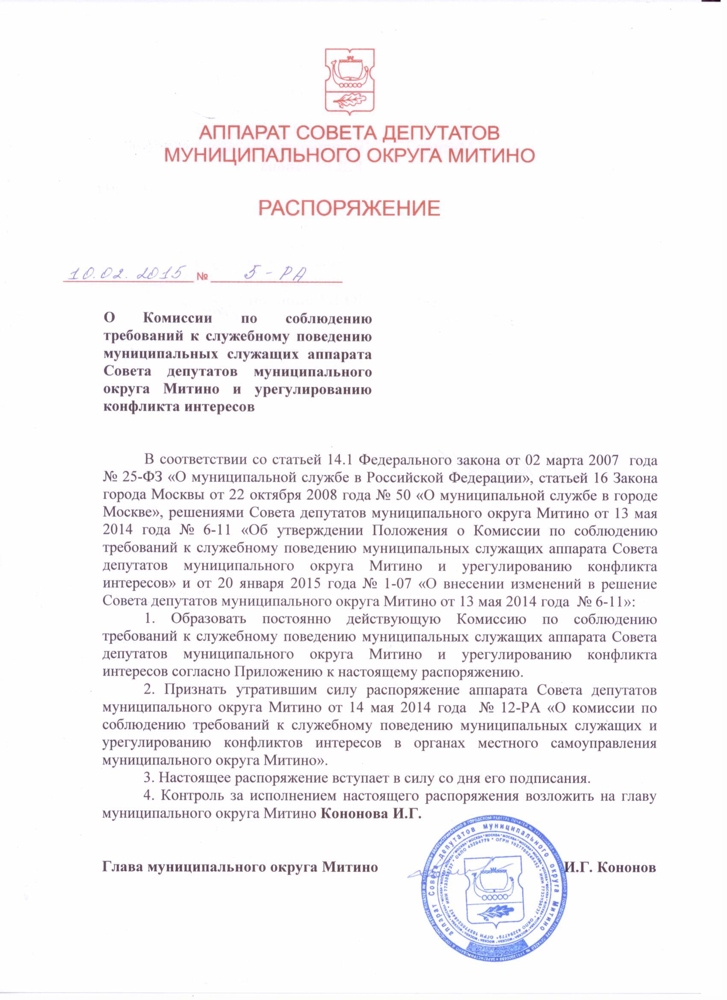 АППАРАТ СОВЕТА ДЕПУТАТОВ
МУНИЦИПАЛЬНОГО ОКРУГА МИТИНО
РАСПОРЯЖЕНИЕ
10.02.2015 № 5-РА
О Комиссии по соблюдению
требований к служебному поведению
муниципальных служащих аппарата
Совета депутатов муниципального
округа Митино и урегулированию
конфликта интересов
В соответствии со статьей 14.1 Федерального закона от 02 марта 2007 года
№ 25-ФЗ «О муниципальной службе в Российской Федерации», статьей 16 Закона
города Москвы от 22 октября 2008 года № 50 «О муниципальной службе в городе
Москве», решениями Совета депутатов муниципального округа Митино от 13 мая
2014 года № 6-11 «Об утверждении Положения о Комиссии по соблюдению
требований к служебному поведению муниципальных служащих аппарата Совета
депутатов муниципального округа Митино и урегулированию конфликта
интересов» и от 20 января 2015 года № 1-07 «О внесении изменений в решение
Совета депутатов муниципального округа Митино от 13 мая 2014 года № 6-11»:
1. Образовать постоянно действующую Комиссию по соблюдению
требований к служебному поведению муниципальных служащих аппарата Совета
депутатов муниципального округа Митино и урегулированию конфликта
интересов согласно Приложению к настоящему распоряжению.
2. Признать утратившим силу распоряжение аппарата Совета депутатов
муниципального округа Митино от 14 мая 2014 года № 12-РА «О комиссии по
соблюдению требований к служебному поведению муниципальных служащих и
урегулированию конфликтов интересов в органах местного самоуправления
муниципального округа Митино».
3. Настоящее распоряжение вступает в силу со дня его подписания.
4. Контроль за исполнением настоящего распоряжения возложить на главу
муниципального округа Митино Кононова И.Г.
Глава муниципального округа Митино И.Г. Кононов
аппарат Совета депутатов муниципального округа Митино
ОКПО 43294779 * ОГРН 1027700246452 * ИНН 7733056737